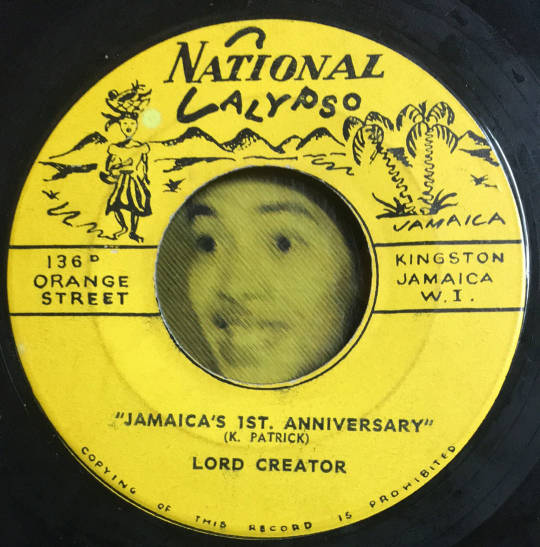 NATIONAL
CALYPSO
JAMAICA
136D
ORANGE
STREET
KINGSTON
JAMAICA
W.I.
"JAMAICA'S 1ST. ANNIVERSARY"
(K. PATRICK)
LORD CREATOR
COPYING OF THIS RECORD IS PROHIBITED